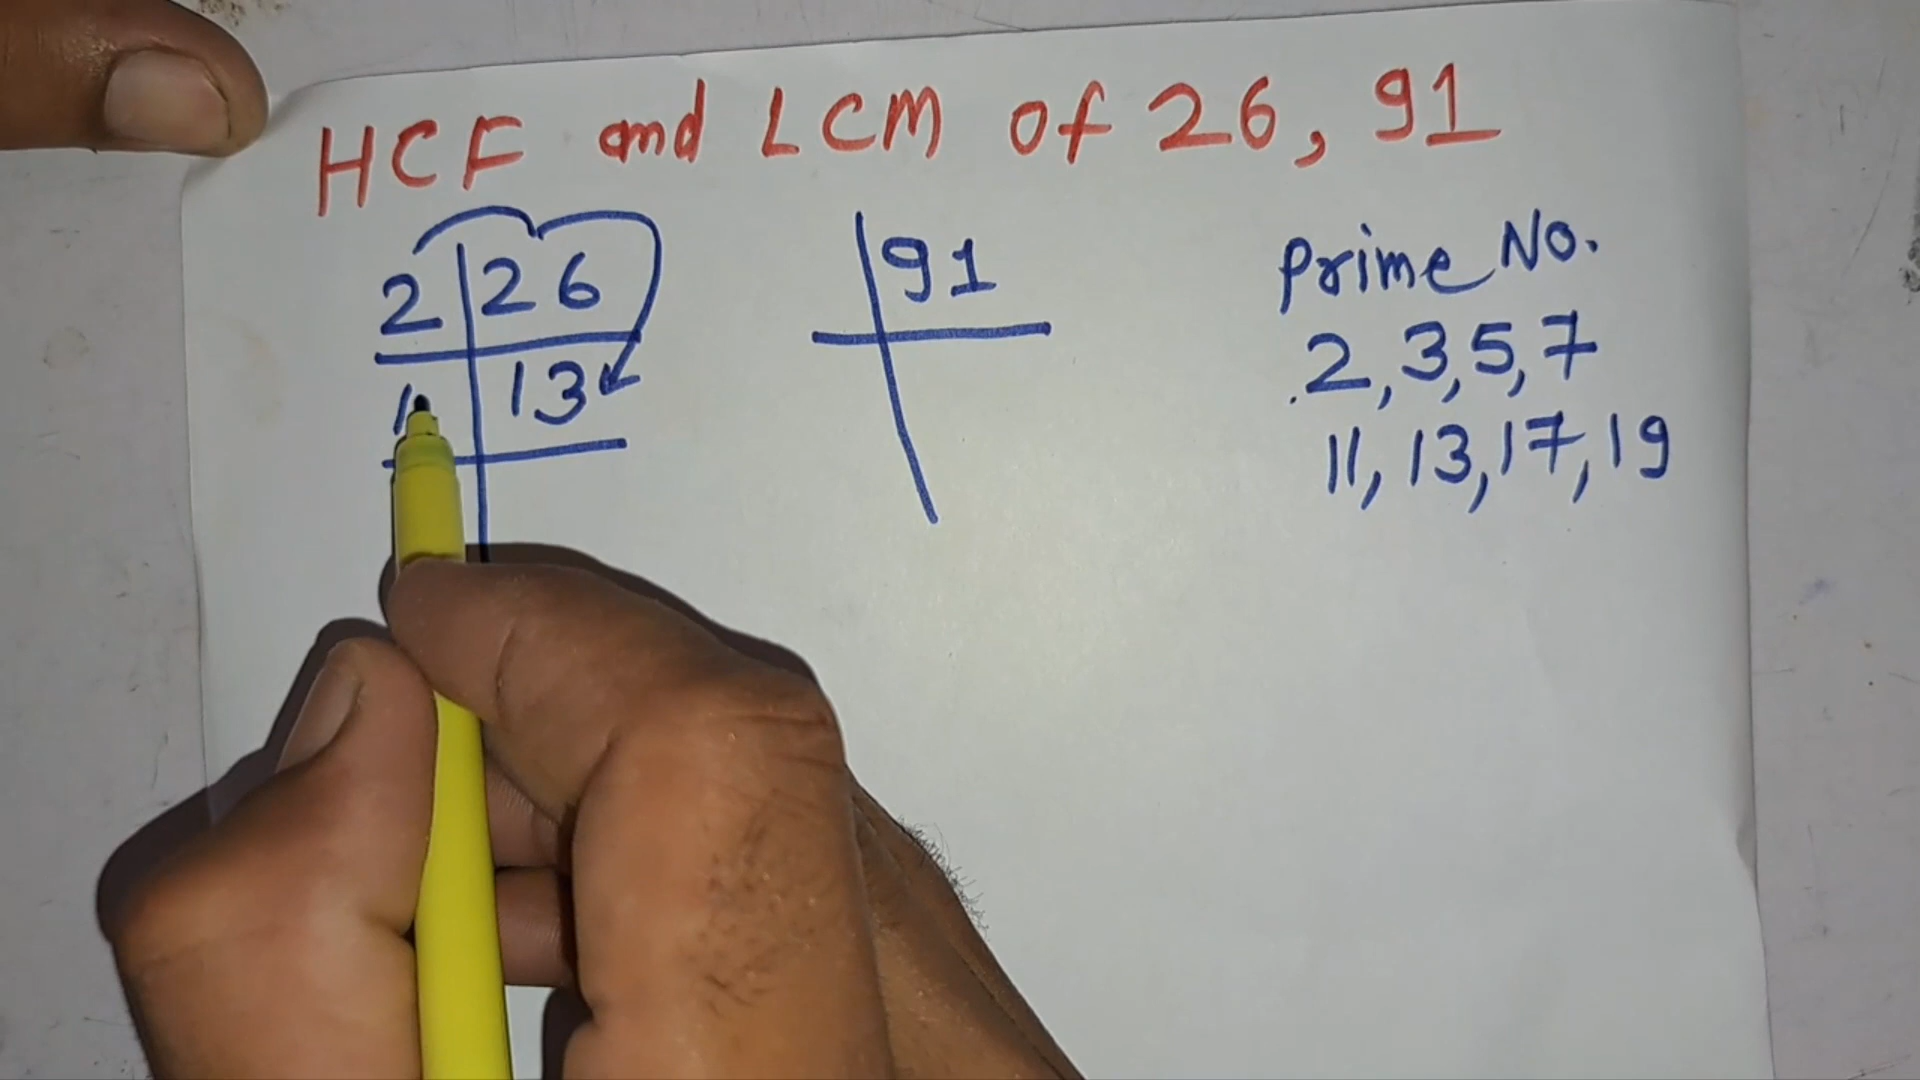 HCF and LCM of 26, 91
2 26
1 13
91
Prime No.
2, 3, 5, 7
11, 13, 17, 19